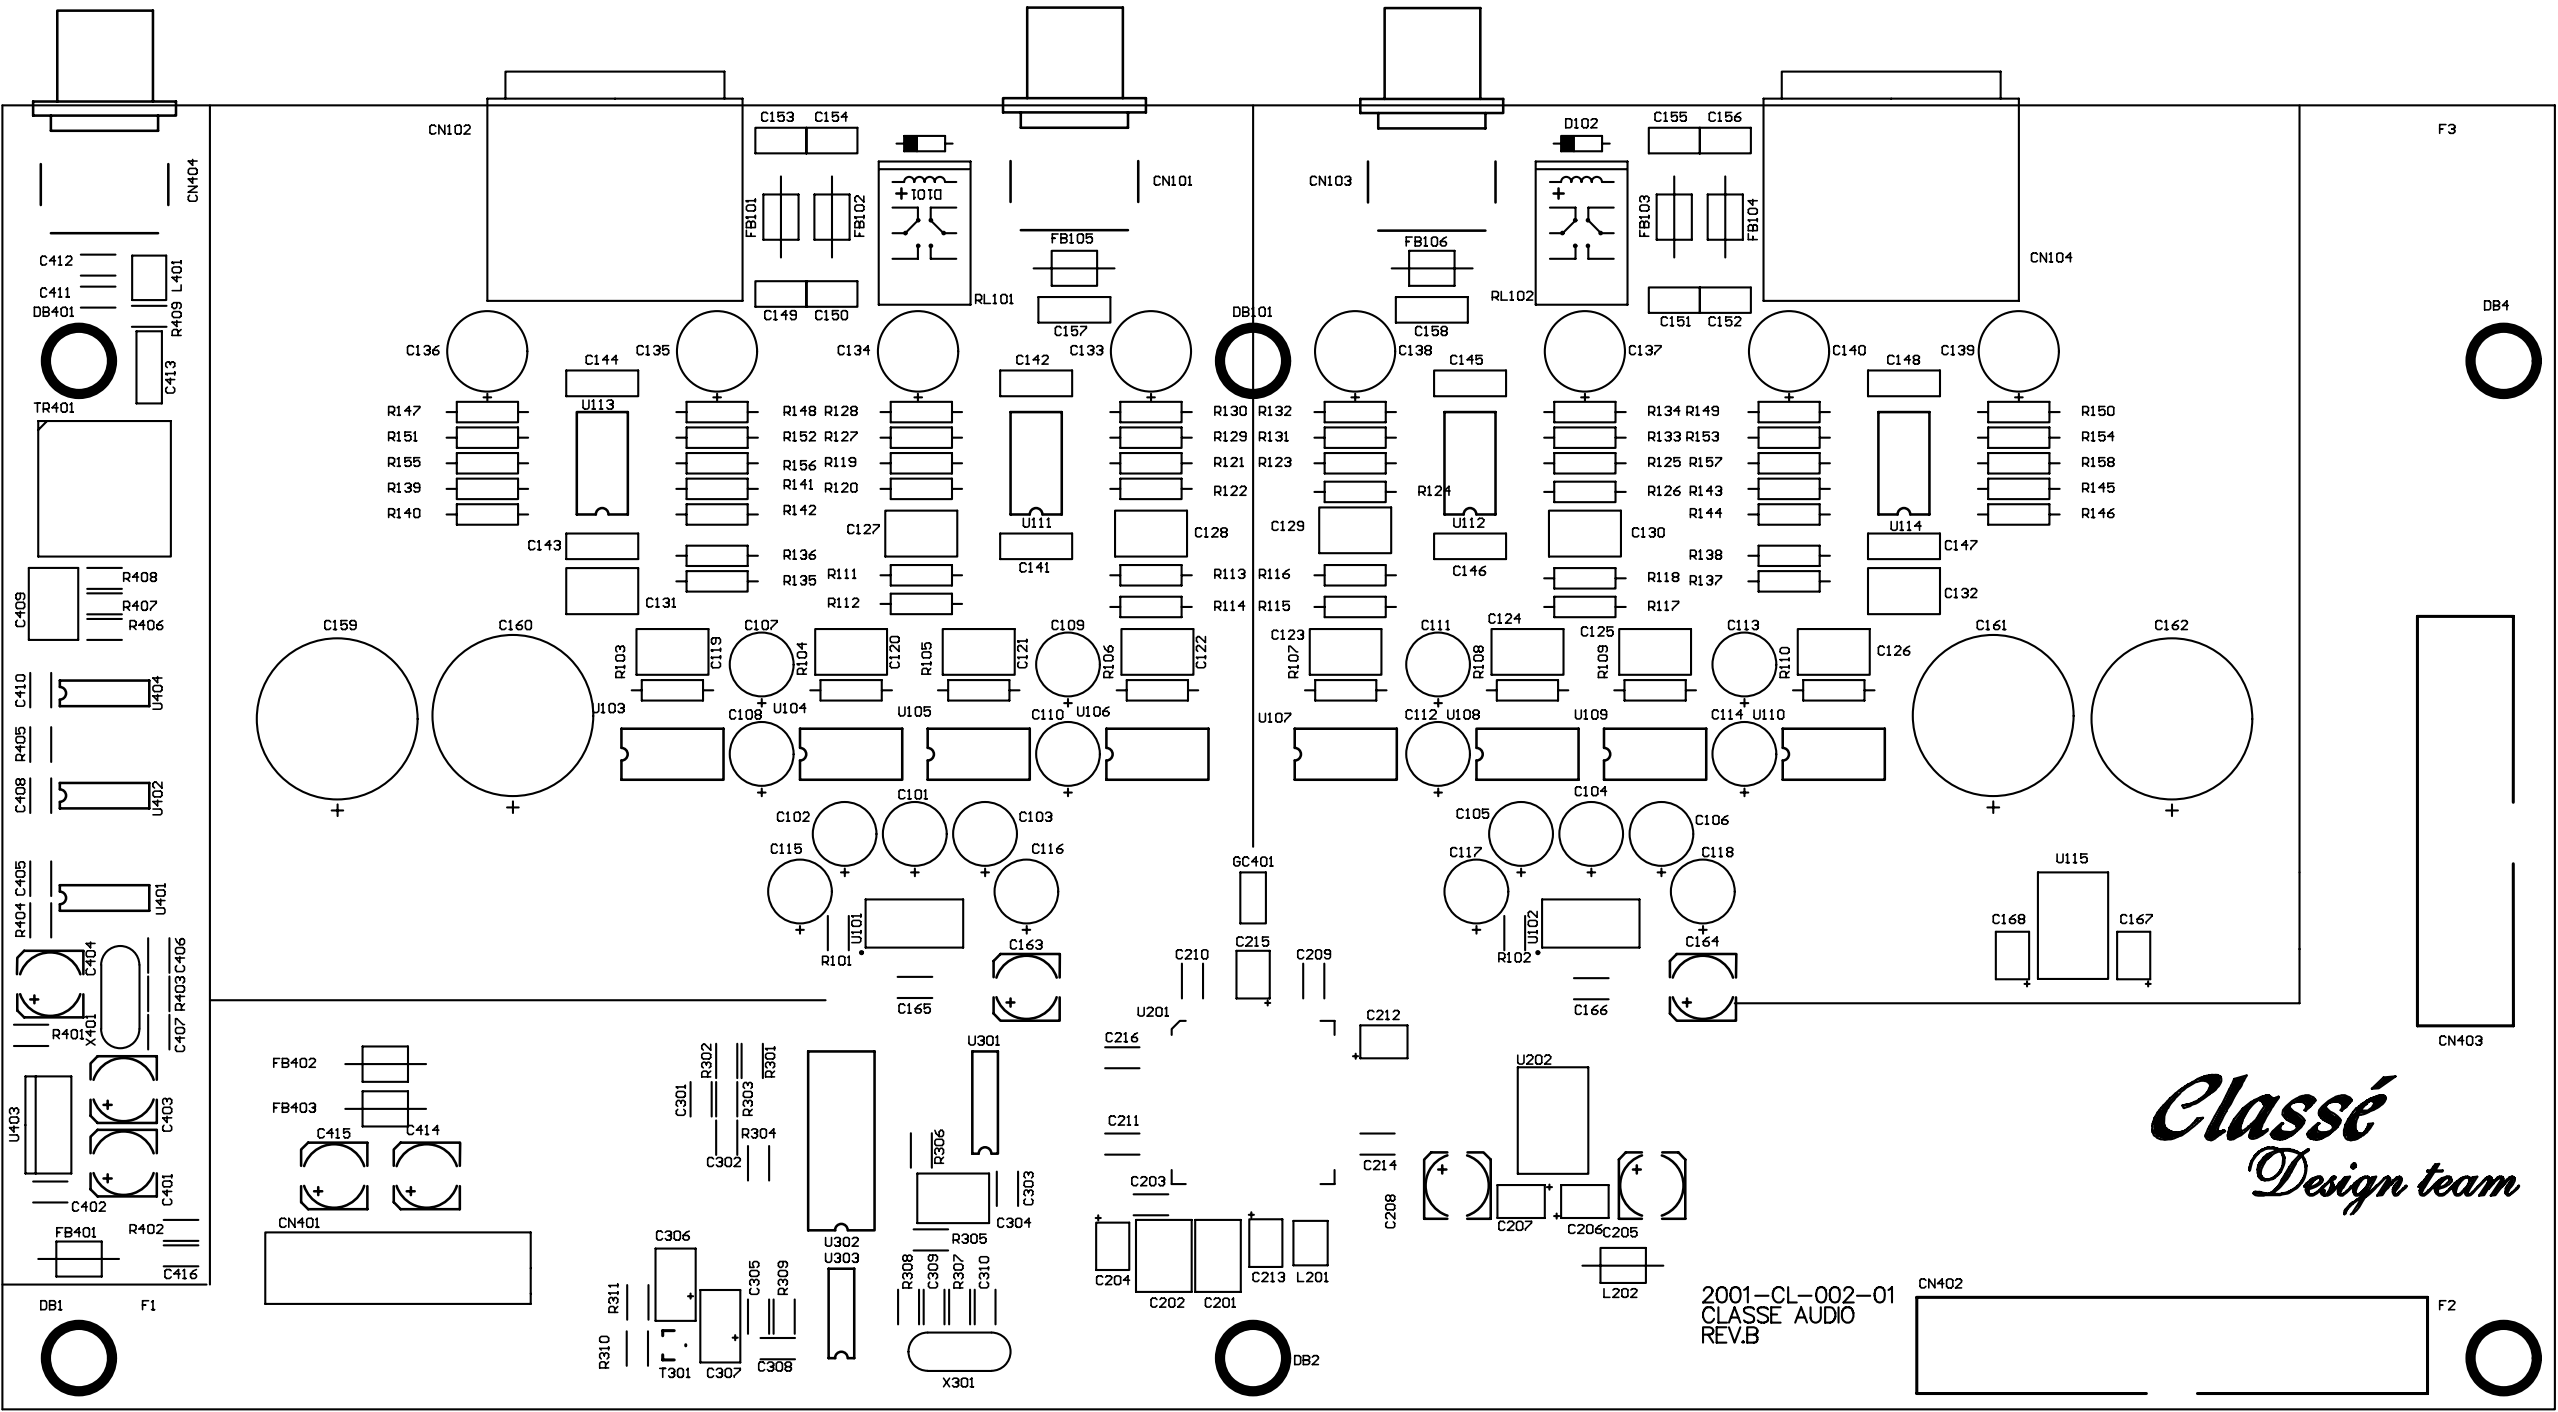 C153 C154
D102
C155 C156
F3
CN102
CN404
CN101
CN103
D101
FB101
FB102
FB103
FB104
FB105
FB106
CN104
C412
L401
C411
DB401
R409
RL101
RL102
DB4
C149 C150
C157
DB101
C158
C151 C152
C136
C135
C134
C133
C138
C137
C140
C139
C144
C142
C145
C148
C413
TR401
U113
R147
R148 R128
R130 R132
R134 R149
R150
R151
R152 R127
R129 R131
R133 R153
R154
R155
R156 R119
R121 R123
R125 R157
R158
R139
R141 R120
R122
R124
R126 R143
R145
R140
R142
R144
R146
U111
U112
U114
C127
C128
C129
C130
C143
C141
C146
C147
R136
R138
R135
R111
R113 R116
R118 R137
R408
C409
R407
R406
C131
R112
R114 R115
R117
C132
C159
C160
C107
C109
C123
C111
C124
C125
C113
C161
C162
R103
C119
R104
C120
R105
C121
R106
C122
R107
R108
R109
R110
C126
C410
U404
U103
C108
U104
U105
C110
U106
U107
C112 U108
U109
C114 U110
R405
C408
U402
C102
C101
C103
C105
C104
C106
C115
C116
GC401
C117
C118
U115
C405
U401
R404
U101
U102
C168
C167
C404
C406
R101
C163
C210
C215
C209
R102
C164
R403
C165
U201
C166
C212
R401
X401
C407
U301
C216
CN403
FB402
R302
R301
U202
FB403
C301
R303
C403
U403
C415
C414
R304
R306
C211
Classé
C302
C214
Design team
C401
C402
C303
C203
C208
CN401
C304
R402
FB401
C306
U302
R305
C207
C206 C205
U303
C416
C305
R309
R308
C309
R307
C310
C204
C202
C201
C213
L201
CN402
L202
DB1
F1
R311
2001-CL-002-01
CLASSE AUDIO
REV.B
F2
R310
T301
C307
C308
X301
DB2